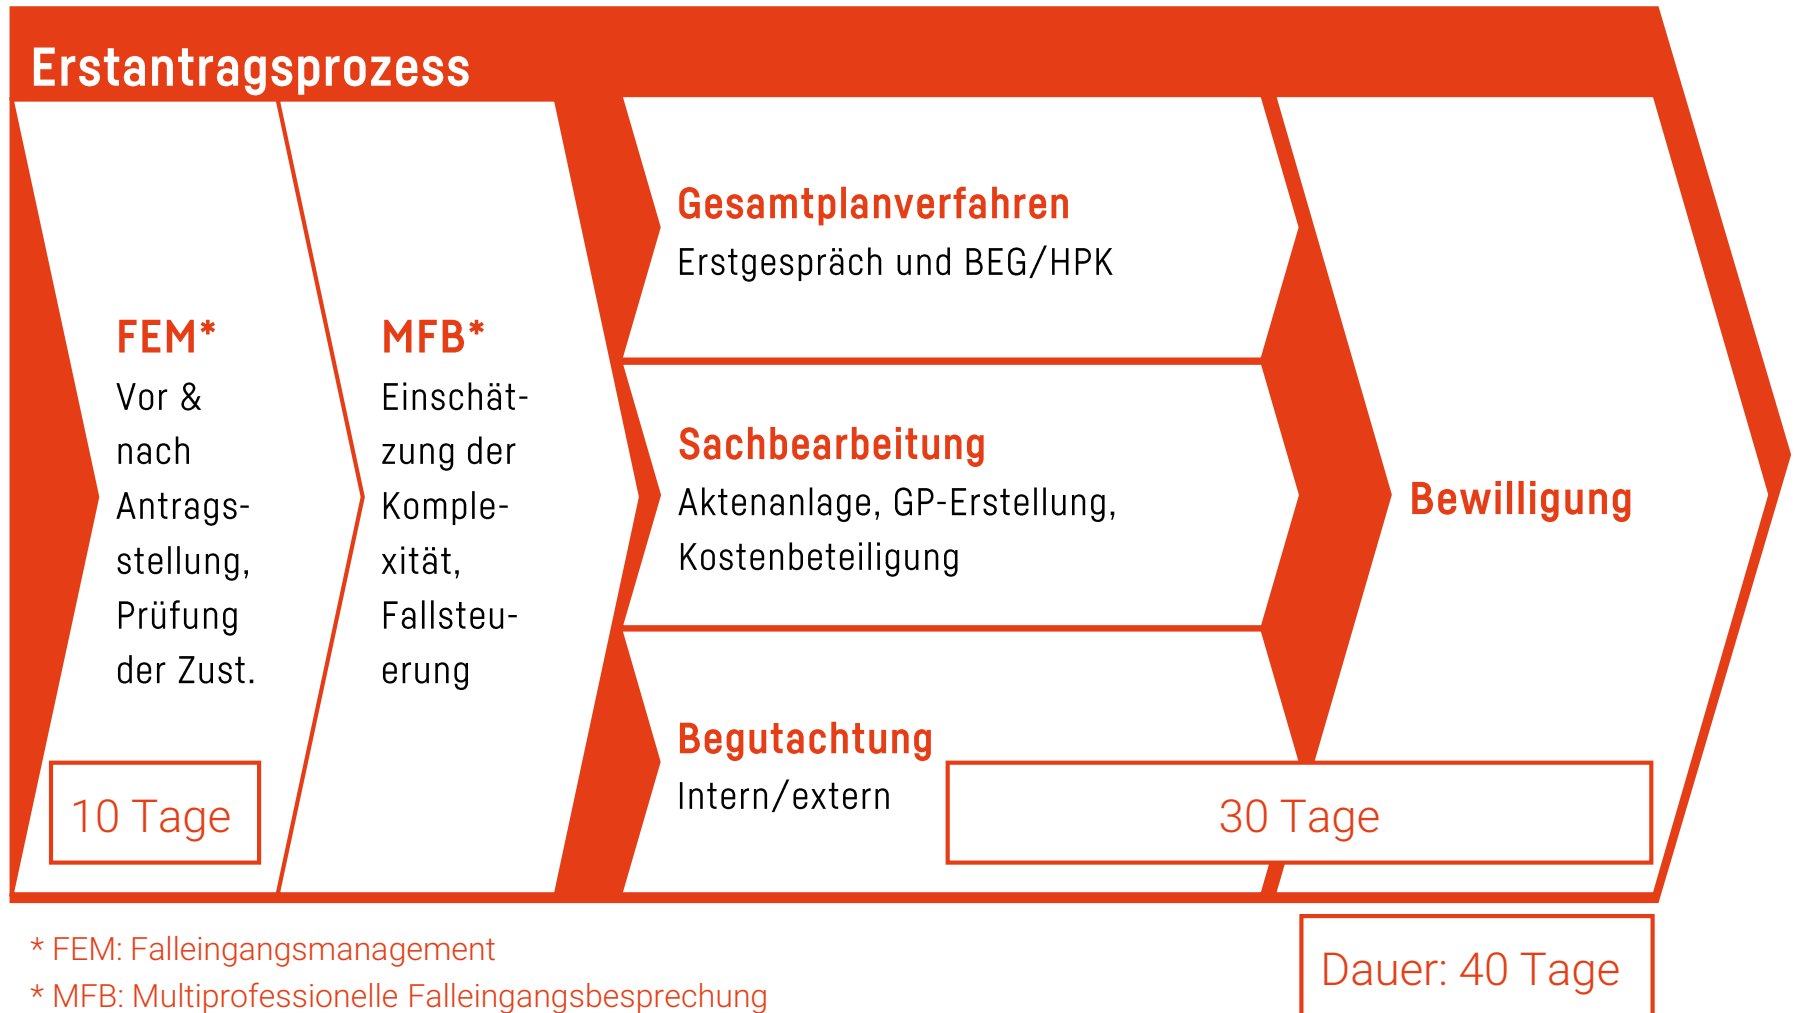 Erstantragsprozess
FEM*
Vor &
nach
Antrags-
stellung,
Prüfung
der Zust.
10 Tage
MFB*
Einschät-
zung der
Komple-
xität,
Fallsteu-
erung
Gesamtplanverfahren
Erstgespräch und BEG/HPK
Sachbearbeitung
Aktenanlage, GP-Erstellung,
Kostenbeteiligung
Begutachtung
Intern/extern
Bewilligung
30 Tage
* FEM: Falleingangsmanagement
* MFB: Multiprofessionelle Falleingangsbesprechung
Dauer: 40 Tage